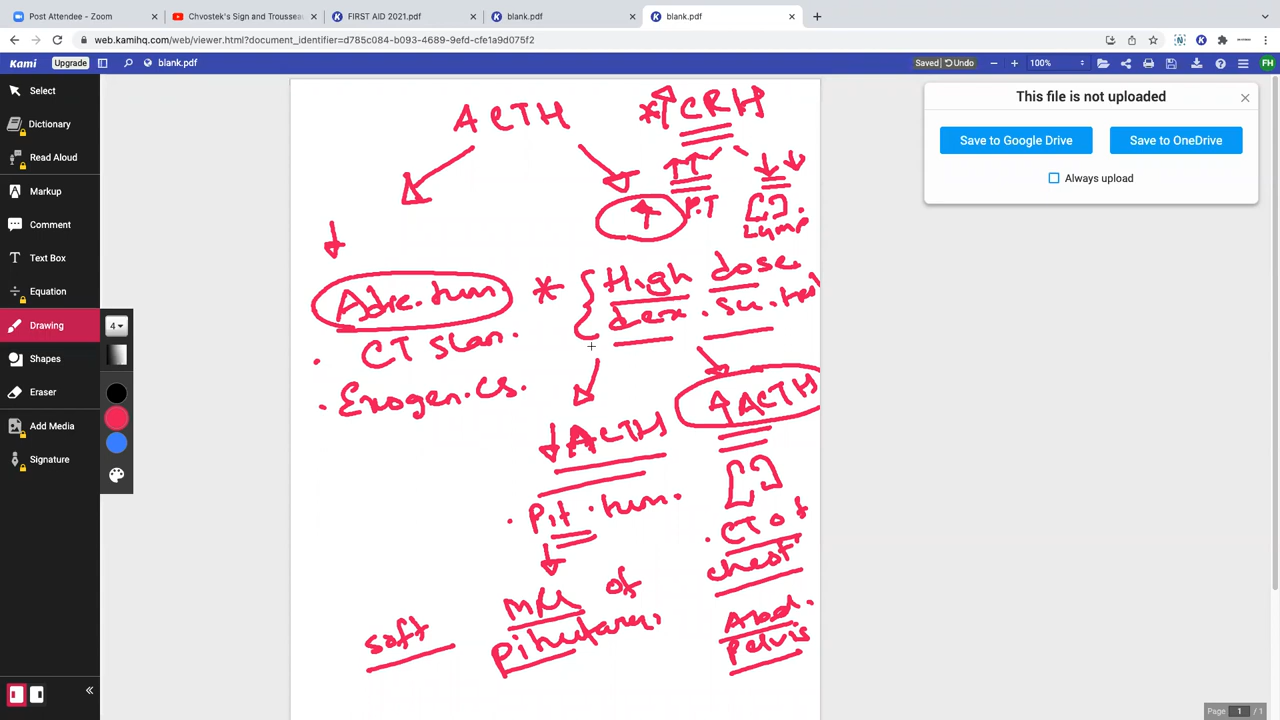 Post Attendee - Zoom
Chvostek's Sign and Trousseau
FIRST AID 2021.pdf
blank.pdf
blank.pdf
web.kamihq.com/web/viewer.html?document_identifier=d785c084-b093-4689-9efd-cfe1a9d075f2
Kami
Upgrade
blank.pdf
Saved
Undo
100%
FH
Select
Dictionary
Read Aloud
Markup
Comment
Text Box
Equation
Drawing
4
Shapes
Eraser
Add Media
Signature
This file is not uploaded
Save to Google Drive
Save to OneDrive
Always upload
ACTH
*↑ CRH
↑↑
↓↓
P.T
[ ].
↑
↓
Adre. tum
* { High dose
dex. su.
. CT scan.
. Exogen. Cs.
↓ACTH
↑ACTH
. Pit. tum.
[ ]
. CT of
chest
MRI of
pituitary.
Abd.
pelvis
soft
Page 1 / 1